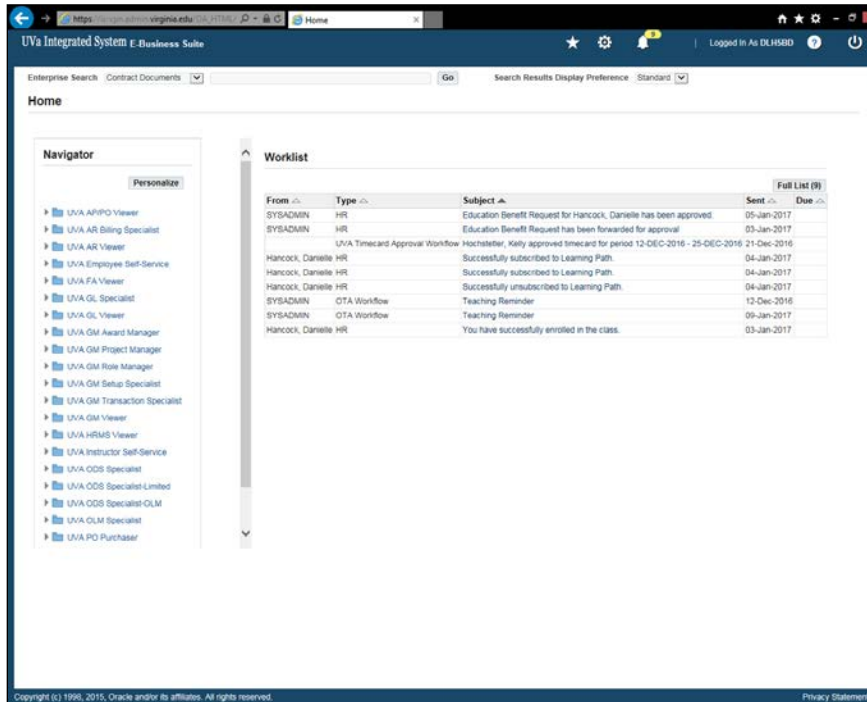 virginia.edu
Home
UVa Integrated System E-Business Suite
9
Logged In As DLH5BD
?
Enterprise Search Contract Documents Go Search Results Display Preference Standard
Home
Navigator
Personalize
UVA AP/PO Viewer
UVA AR Billing Specialist
UVA AR Viewer
UVA Employee Self-Service
UVA FA Viewer
UVA GL Specialist
UVA GL Viewer
UVA GM Award Manager
UVA GM Project Manager
UVA GM Role Manager
UVA GM Setup Specialist
UVA GM Transaction Specialist
UVA GM Viewer
UVA HRMS Viewer
UVA Instructor Self-Service
UVA ODS Specialist
UVA ODS Specialist-Limited
UVA ODS Specialist-OLM
UVA OLM Specialist
UVA PO Purchaser
Worklist
Full List (9)
From Type Subject Sent Due
SYSADMIN HR Education Benefit Request for Hancock, Danielle has been approved. 05-Jan-2017
SYSADMIN HR Education Benefit Request has been forwarded for approval 03-Jan-2017
UVA Timecard Approval Workflow Hochstetler, Kelly approved timecard for period 12-DEC-2016 - 25-DEC-2016 21-Dec-2016
Hancock, Danielle HR Successfully subscribed to Learning Path. 04-Jan-2017
Hancock, Danielle HR Successfully subscribed to Learning Path. 04-Jan-2017
Hancock, Danielle HR Successfully unsubscribed to Learning Path. 04-Jan-2017
SYSADMIN OTA Workflow Teaching Reminder 12-Dec-2016
SYSADMIN OTA Workflow Teaching Reminder 09-Jan-2017
Hancock, Danielle HR You have successfully enrolled in the class. 03-Jan-2017
Copyright (c) 1998, 2015, Oracle and/or its affiliates. All rights reserved.
Privacy Statement